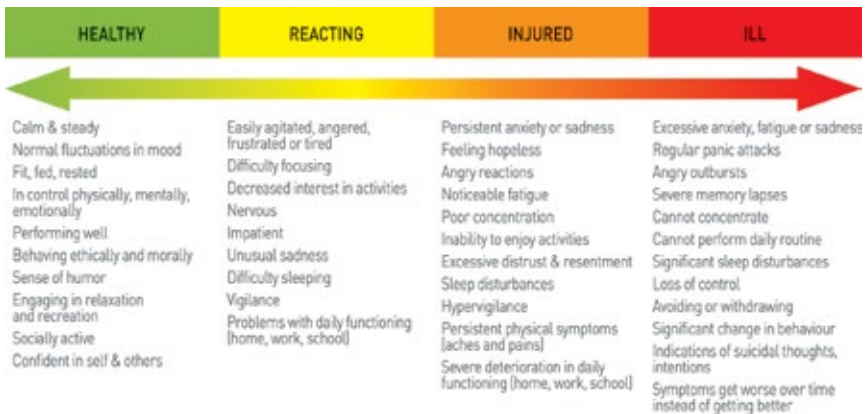 HEALTHY
REACTING
INJURED
ILL
Calm & steady
Normal fluctuations in mood
Fit, fed, rested
In control physically, mentally,
emotionally
Performing well
Behaving ethically and morally
Sense of humor
Engaging in relaxation
and recreation
Socially active
Confident in self & others
Easily agitated, angered,
frustrated or tired
Difficulty focusing
Decreased interest in activities
Nervous
Impatient
Unusual sadness
Difficulty sleeping
Vigilance
Problems with daily functioning
(home, work, school)
Persistent anxiety or sadness
Feeling hopeless
Angry reactions
Noticeable fatigue
Poor concentration
Inability to enjoy activities
Excessive distrust & resentment
Sleep disturbances
Hypervigilance
Persistent physical symptoms
(aches and pains)
Severe deterioration in daily
functioning (home, work, school)
Excessive anxiety, fatigue or sadness
Regular panic attacks
Angry outbursts
Severe memory lapses
Cannot concentrate
Cannot perform daily routine
Significant sleep disturbances
Loss of control
Avoiding or withdrawing
Significant change in behaviour
Indications of suicidal thoughts,
intentions
Symptoms get worse over time
instead of getting better